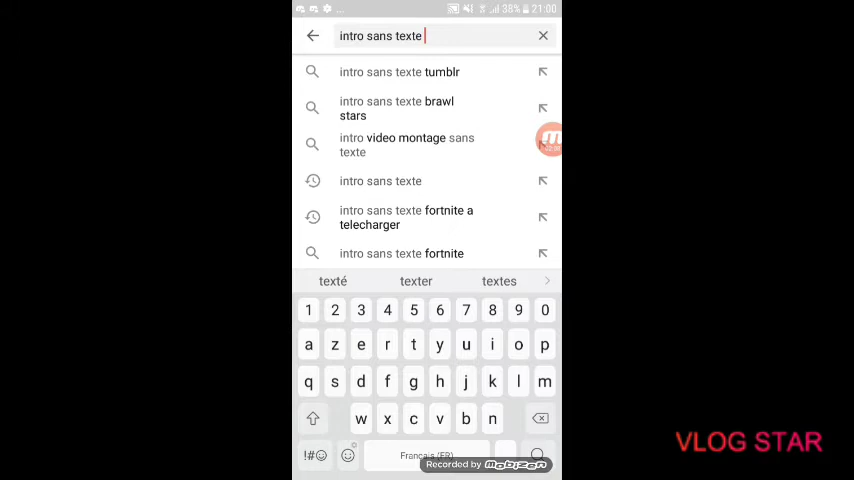 ... 38% 21:00
intro sans texte
intro sans texte tumblr
intro sans texte brawl
stars
intro video montage sans
texte
intro sans texte
intro sans texte fortnite a
telecharger
intro sans texte fortnite
texté texter textes
1 2 3 4 5 6 7 8 9 0
a z e r t y u i o p
q s d f g h j k l m
w x c v b n
!#☺ Français (FR)
Recorded by mobizen
VLOG STAR